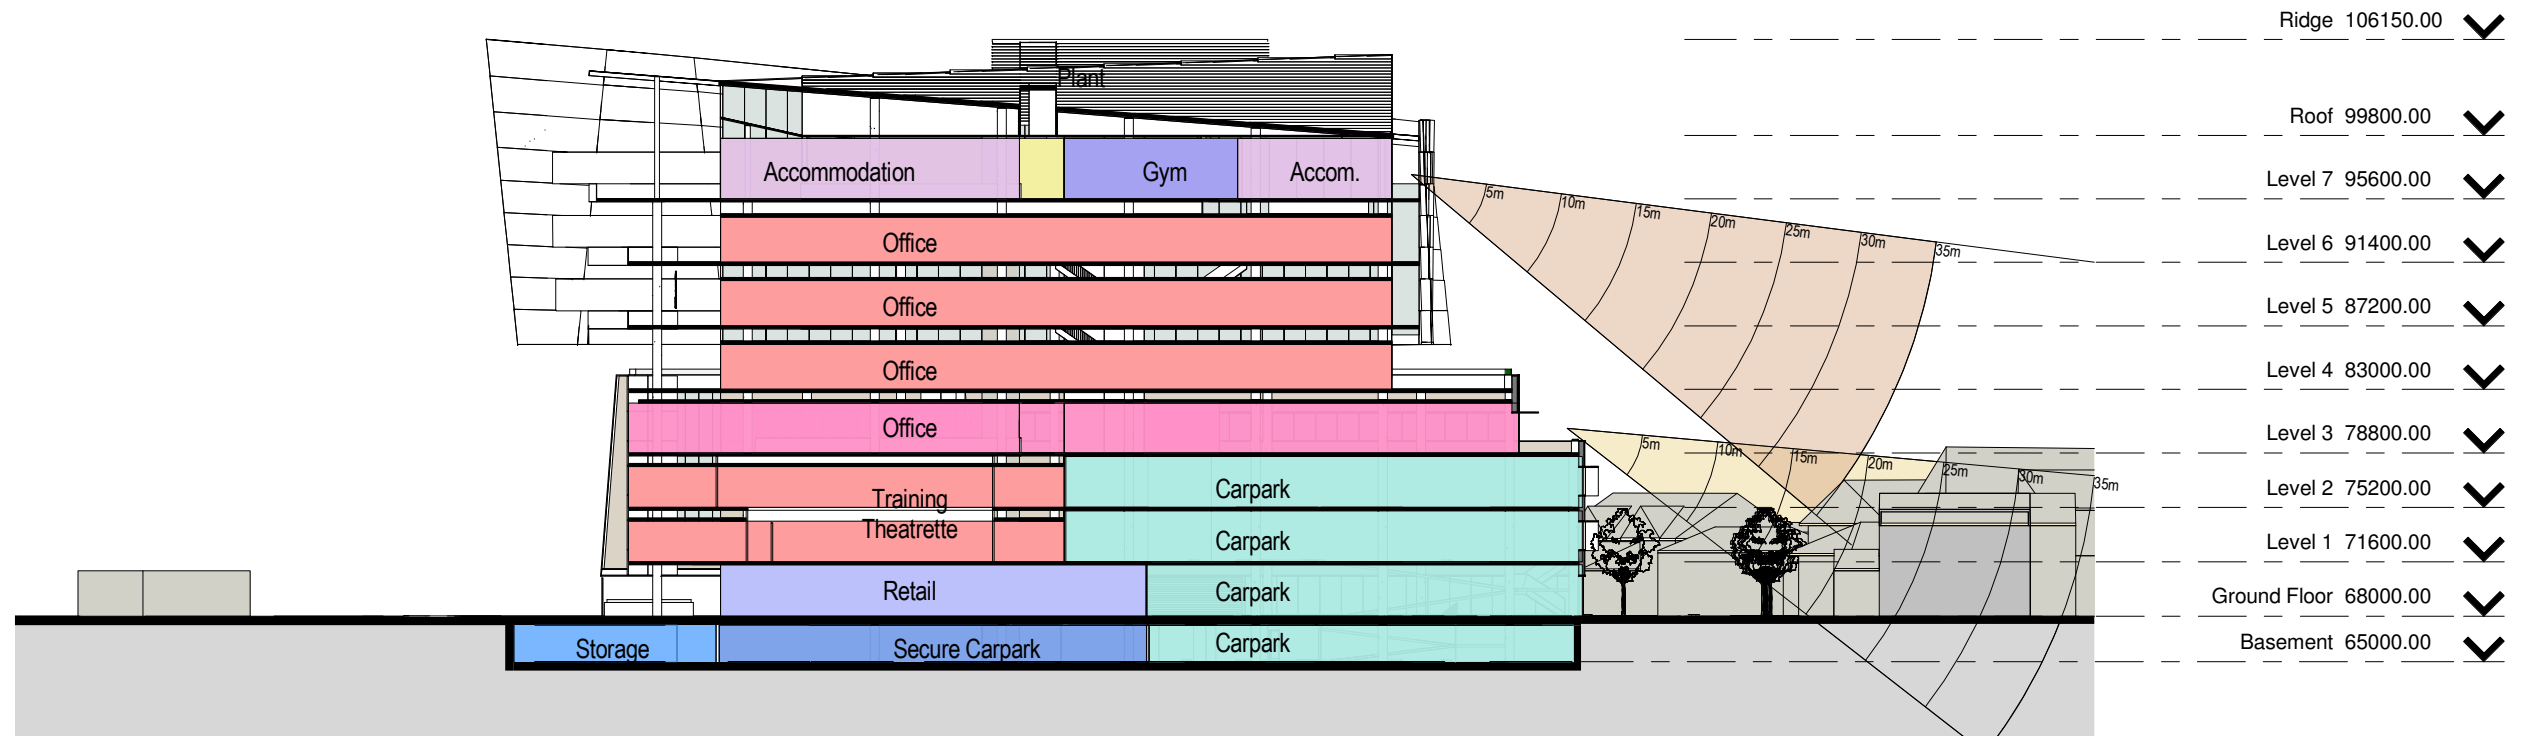 Ridge 106150.00
Plant
Roof 99800.00
Accommodation
Gym
Accom.
Level 7 95600.00
5m
10m
15m
20m
25m
30m
35m
Office
Level 6 91400.00
Office
Level 5 87200.00
Office
Level 4 83000.00
Office
Level 3 78800.00
5m
10m
15m
20m
25m
30m
35m
Training
Theatrette
Carpark
Level 2 75200.00
Carpark
Level 1 71600.00
Retail
Carpark
Ground Floor 68000.00
Storage
Secure Carpark
Carpark
Basement 65000.00